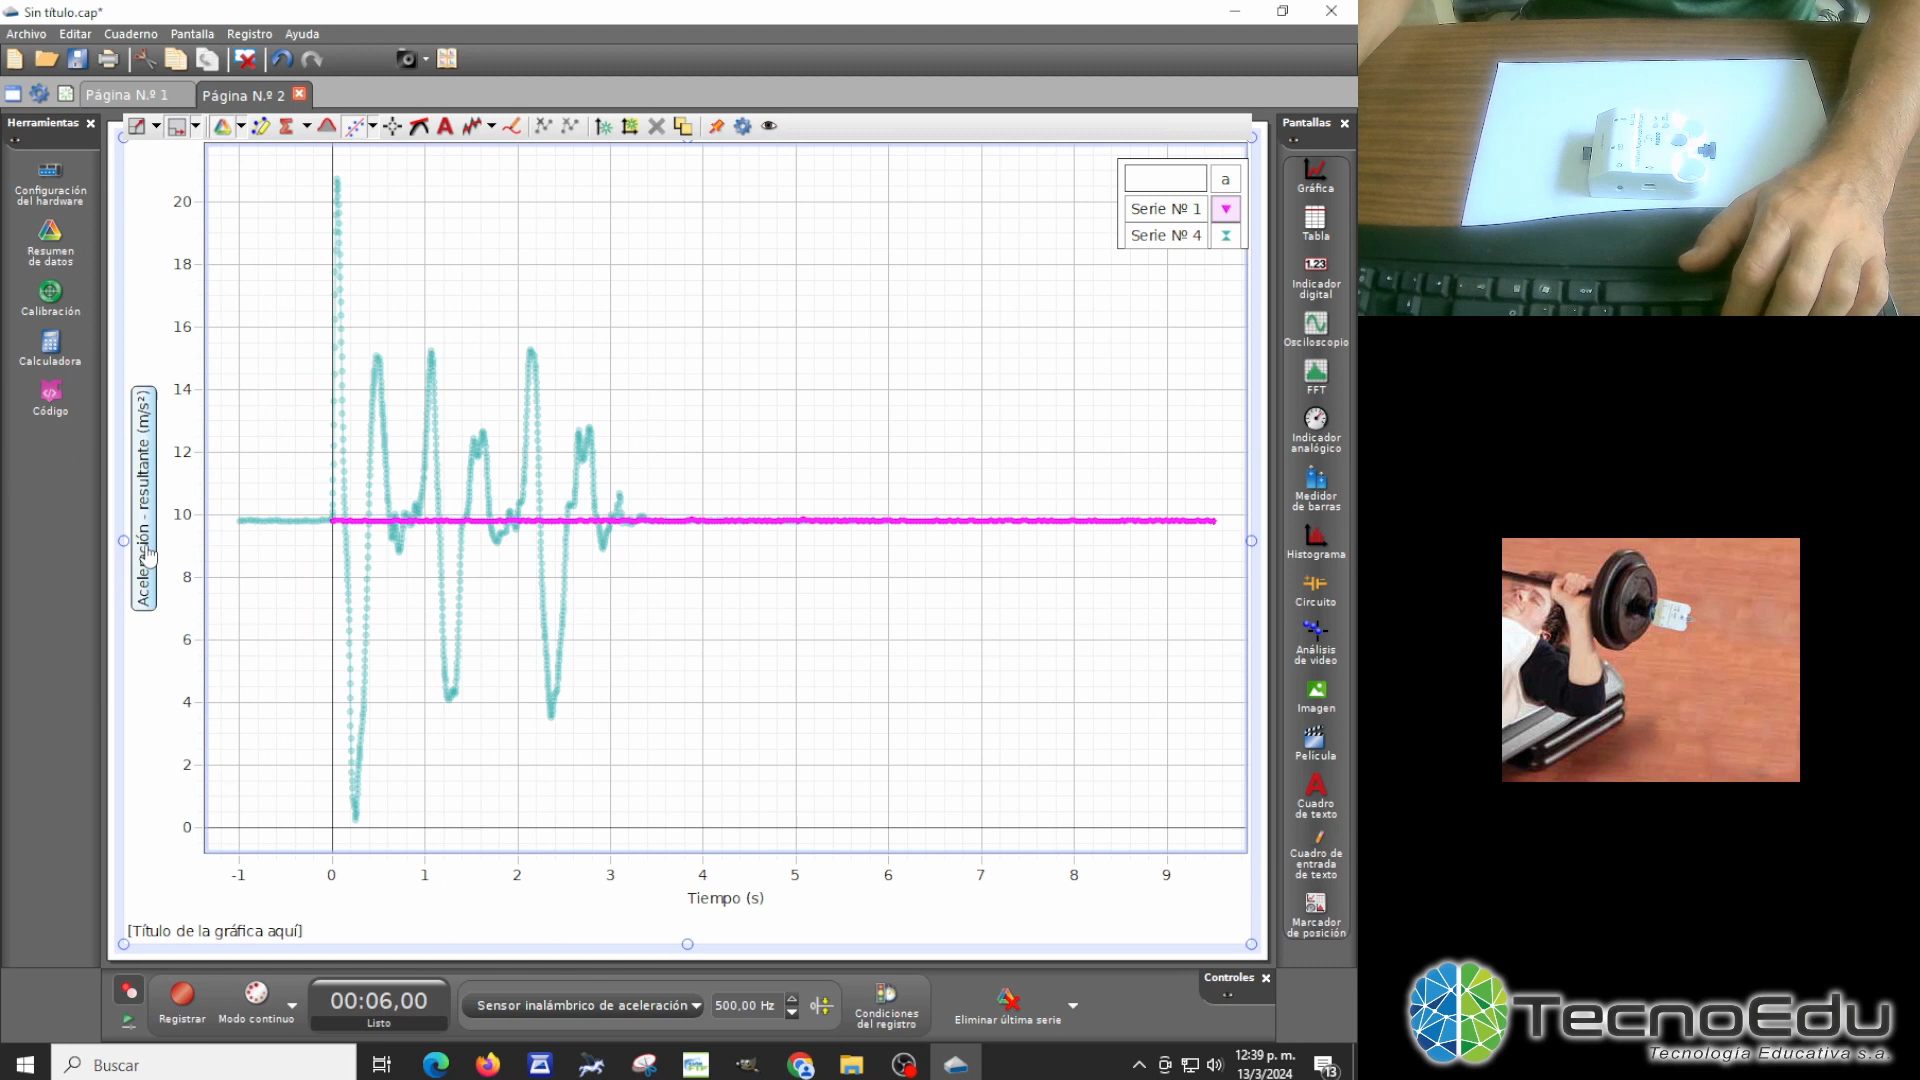 Sin título.cap*
Archivo Editar Cuaderno Pantalla Registro Ayuda
Página N.º 1
Página N.º 2
Herramientas
Configuración
del hardware
Resumen
de datos
Calibración
Calculadora
Código
Aceleración - resultante (m/s²)
20
18
16
14
12
10
8
6
4
2
0
-1 0 1 2 3 4 5 6 7 8 9
Tiempo (s)
[Título de la gráfica aquí]
a
Serie Nº 1
Serie Nº 4
Pantallas
Gráfica
Tabla
1.23
Indicador
digital
Osciloscopio
FFT
Indicador
analógico
Medidor
de barras
Histograma
Circuito
Análisis
de vídeo
Imagen
Película
Cuadro
de texto
Cuadro de
entrada
de texto
Marcador
de posición
Registrar
Modo continuo
00:06,00
Listo
Sensor inalámbrico de aceleración
500,00 Hz
Condiciones
del registro
Eliminar última serie
Controles
Buscar
12:39 p. m.
13/3/2024
13
TecnoEdu
Tecnología Educativa s.a.